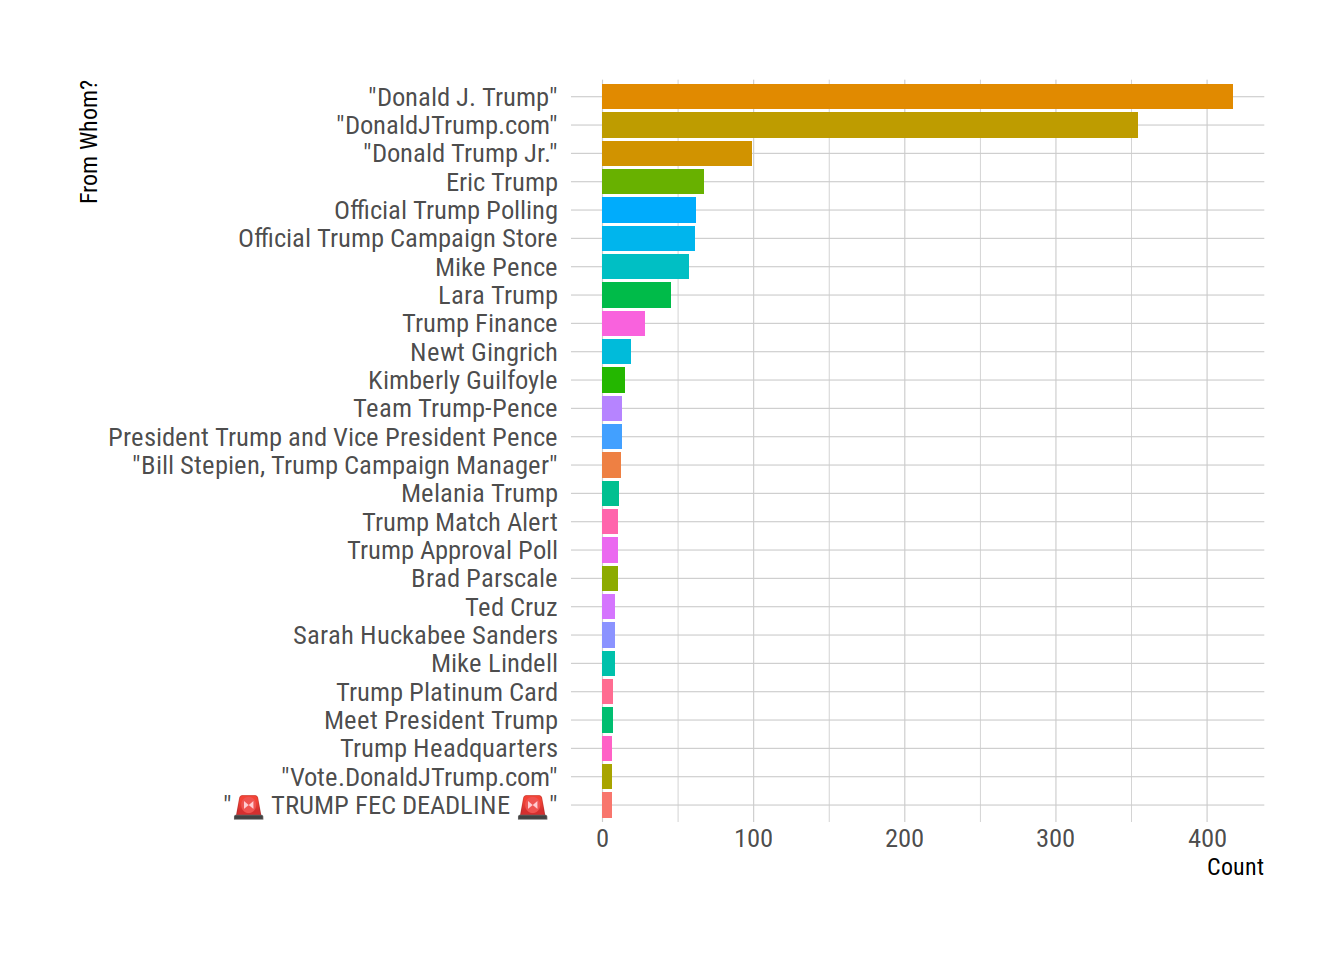 From Whom?
"Donald J. Trump"
"DonaldJTrump.com"
"Donald Trump Jr."
Eric Trump
Official Trump Polling
Official Trump Campaign Store
Mike Pence
Lara Trump
Trump Finance
Newt Gingrich
Kimberly Guilfoyle
Team Trump-Pence
President Trump and Vice President Pence
"Bill Stepien, Trump Campaign Manager"
Melania Trump
Trump Match Alert
Trump Approval Poll
Brad Parscale
Ted Cruz
Sarah Huckabee Sanders
Mike Lindell
Trump Platinum Card
Meet President Trump
Trump Headquarters
"Vote.DonaldJTrump.com"
"🚨 TRUMP FEC DEADLINE 🚨"
0 100 200 300 400
Count